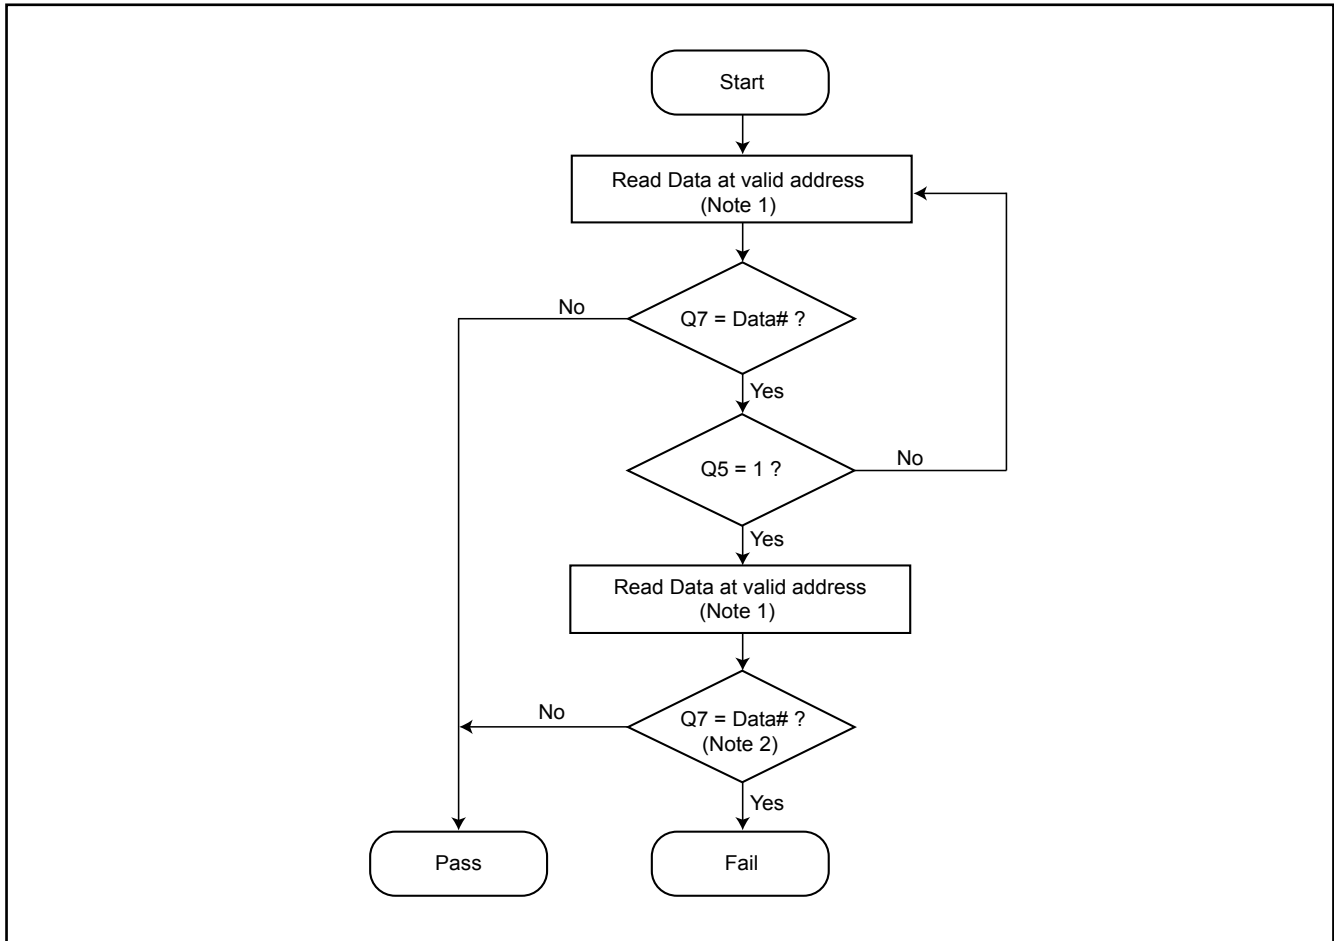 Start
Read Data at valid address
(Note 1)
No
Q7 = Data# ?
Yes
Q5 = 1 ?
No
Yes
Read Data at valid address
(Note 1)
No
Q7 = Data# ?
(Note 2)
Yes
Pass
Fail